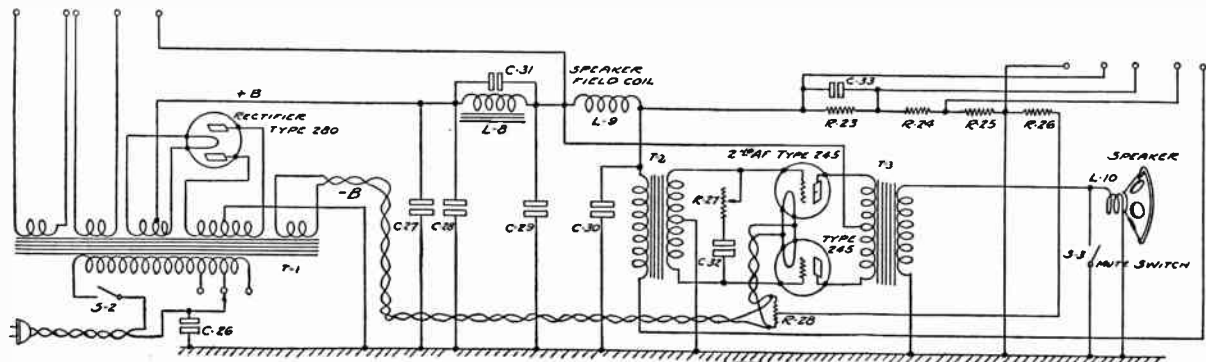 +B
RECTIFIER
TYPE 280
-B
T-1
S-2
C-26
C-27
C-28
C-31
L-8
C-29
SPEAKER
FIELD COIL
L-9
C-30
T-2
R-27
C-32
2ND AF TYPE 245
TYPE
245
R-28
T-3
C-33
R-23
R-24
R-25
R-26
SPEAKER
L-10
S-3
MUTE SWITCH